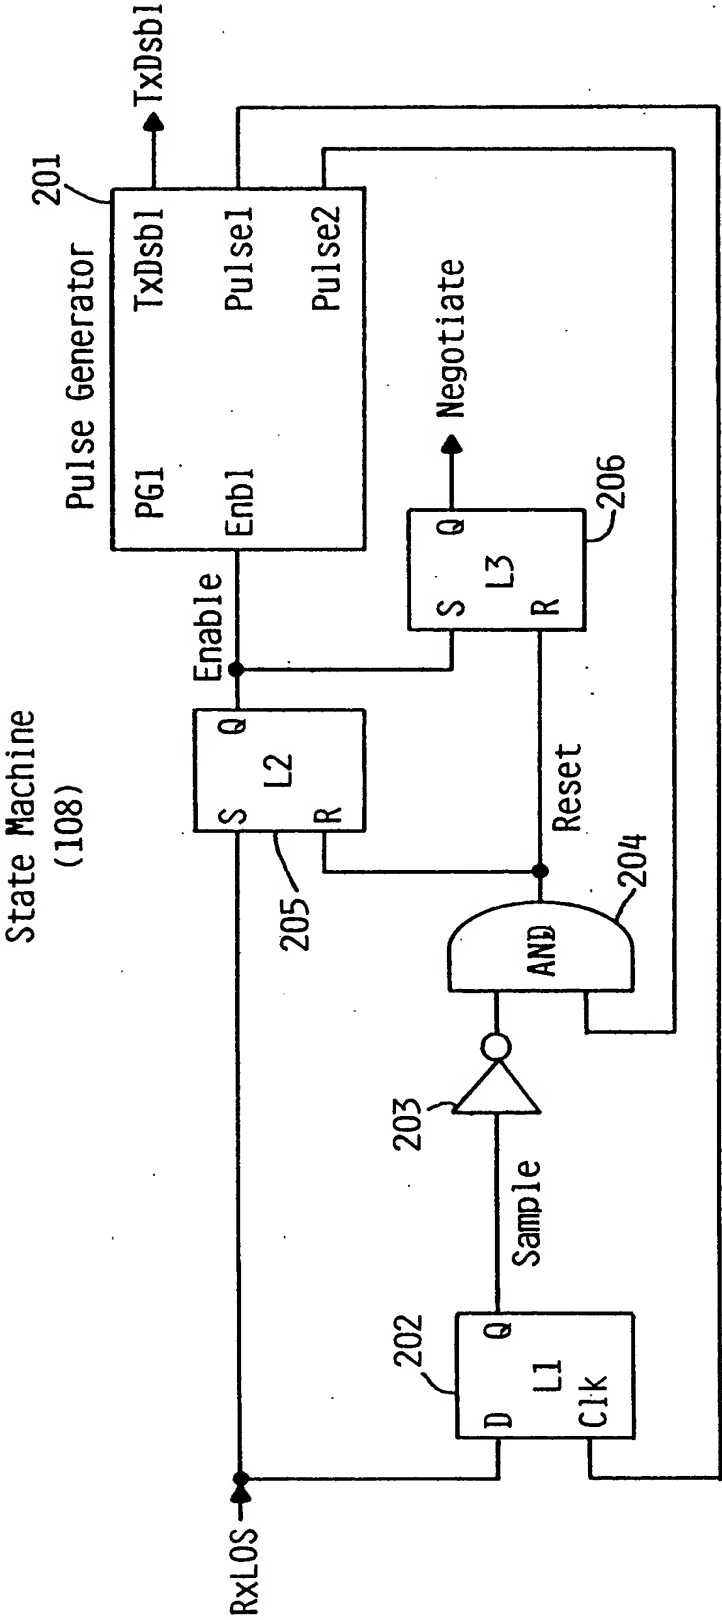 State Machine
(108)
Pulse Generator
201
PG1
TxDsbl
TxDsbl
Enbl
Pulse1
Pulse2
Enable
RxLOS
S
Q
L2
R
205
S
Q
Negotiate
L3
R
206
Reset
AND
204
203
Sample
202
D
Q
L1
Clk